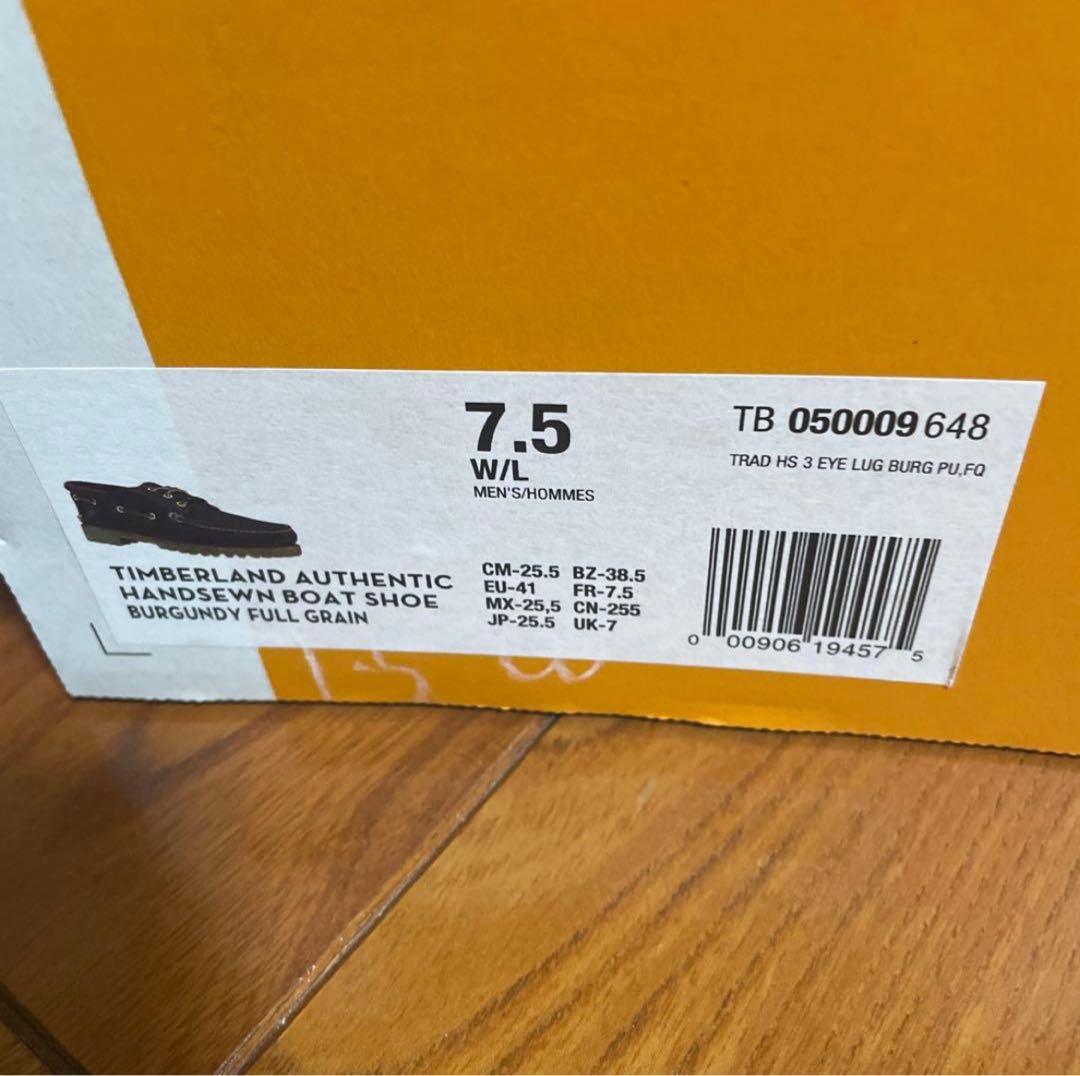 7.5
W/L
MEN'S/HOMMES
TB 050009 648
TRAD HS 3 EYE LUG BURG PU,FQ
TIMBERLAND AUTHENTIC
HANDSEWN BOAT SHOE
BURGUNDY FULL GRAIN
CM-25.5 BZ-38.5
EU-41 FR-7.5
MX-25,5 CN-255
JP-25.5 UK-7
0 00906 19457 5